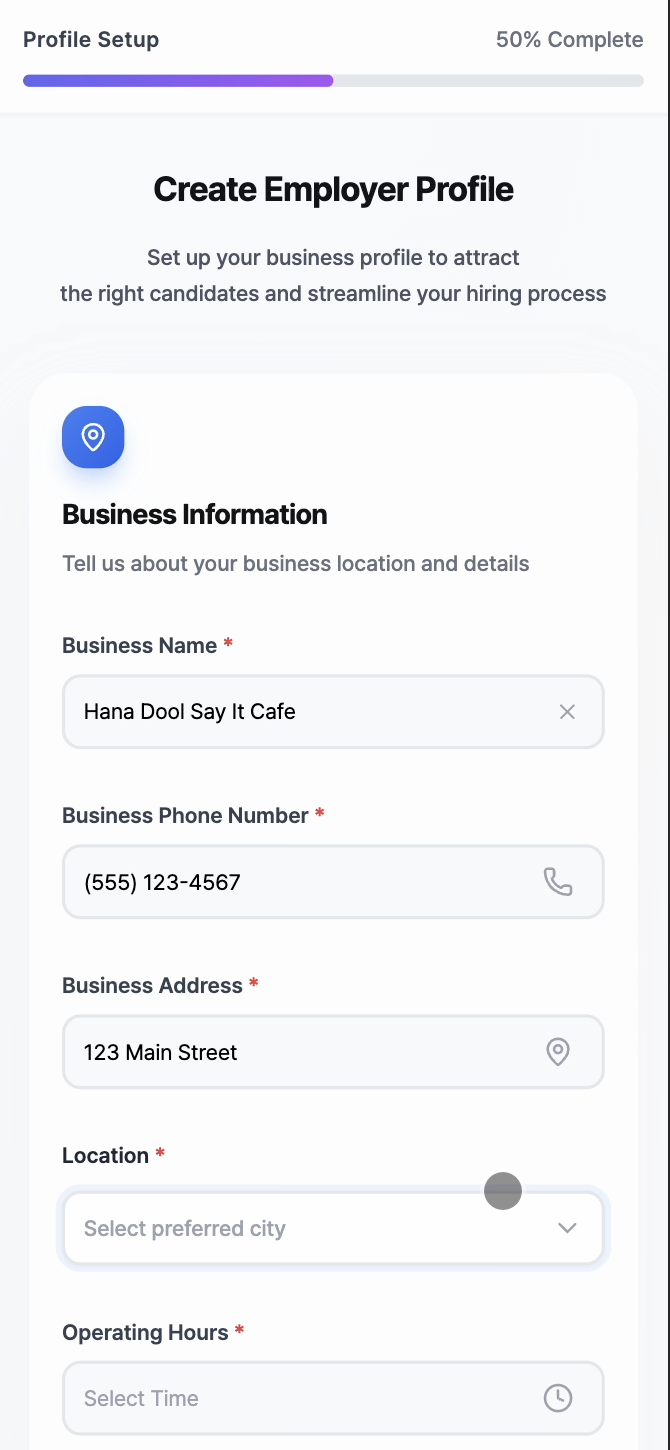 Profile Setup
50% Complete
Create Employer Profile
Set up your business profile to attract
the right candidates and streamline your hiring process
Business Information
Tell us about your business location and details
Business Name *
Hana Dool Say It Cafe
Business Phone Number *
(555) 123-4567
Business Address *
123 Main Street
Location *
Select preferred city
Operating Hours *
Select Time